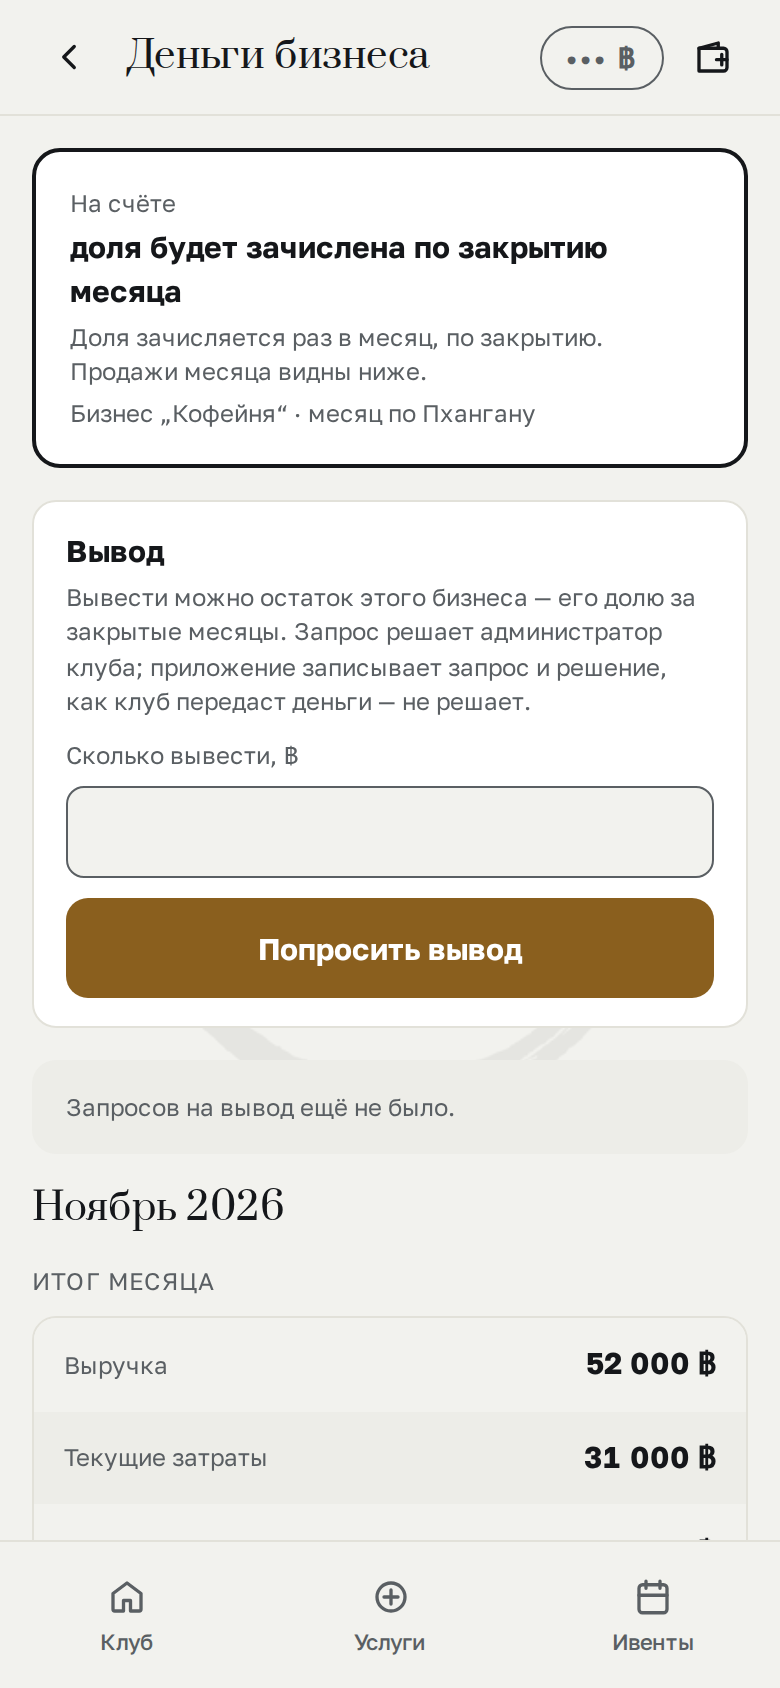 Деньги бизнеса
••• ฿
На счёте
доля будет зачислена по закрытию
месяца
Доля зачисляется раз в месяц, по закрытию.
Продажи месяца видны ниже.
Бизнес „Кофейня“ · месяц по Пхангану
Вывод
Вывести можно остаток этого бизнеса — его долю за
закрытые месяцы. Запрос решает администратор
клуба; приложение записывает запрос и решение,
как клуб передаст деньги — не решает.
Сколько вывести, ฿
Попросить вывод
Запросов на вывод ещё не было.
Ноябрь 2026
ИТОГ МЕСЯЦА
Выручка 52 000 ฿
Текущие затраты 31 000 ฿
Клуб Услуги Ивенты